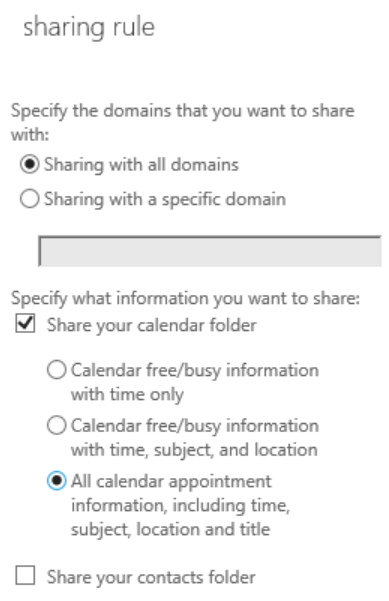 sharing rule
Specify the domains that you want to share
with:
Sharing with all domains
Sharing with a specific domain
Specify what information you want to share:
Share your calendar folder
Calendar free/busy information
with time only
Calendar free/busy information
with time, subject, and location
All calendar appointment
information, including time,
subject, location and title
Share your contacts folder